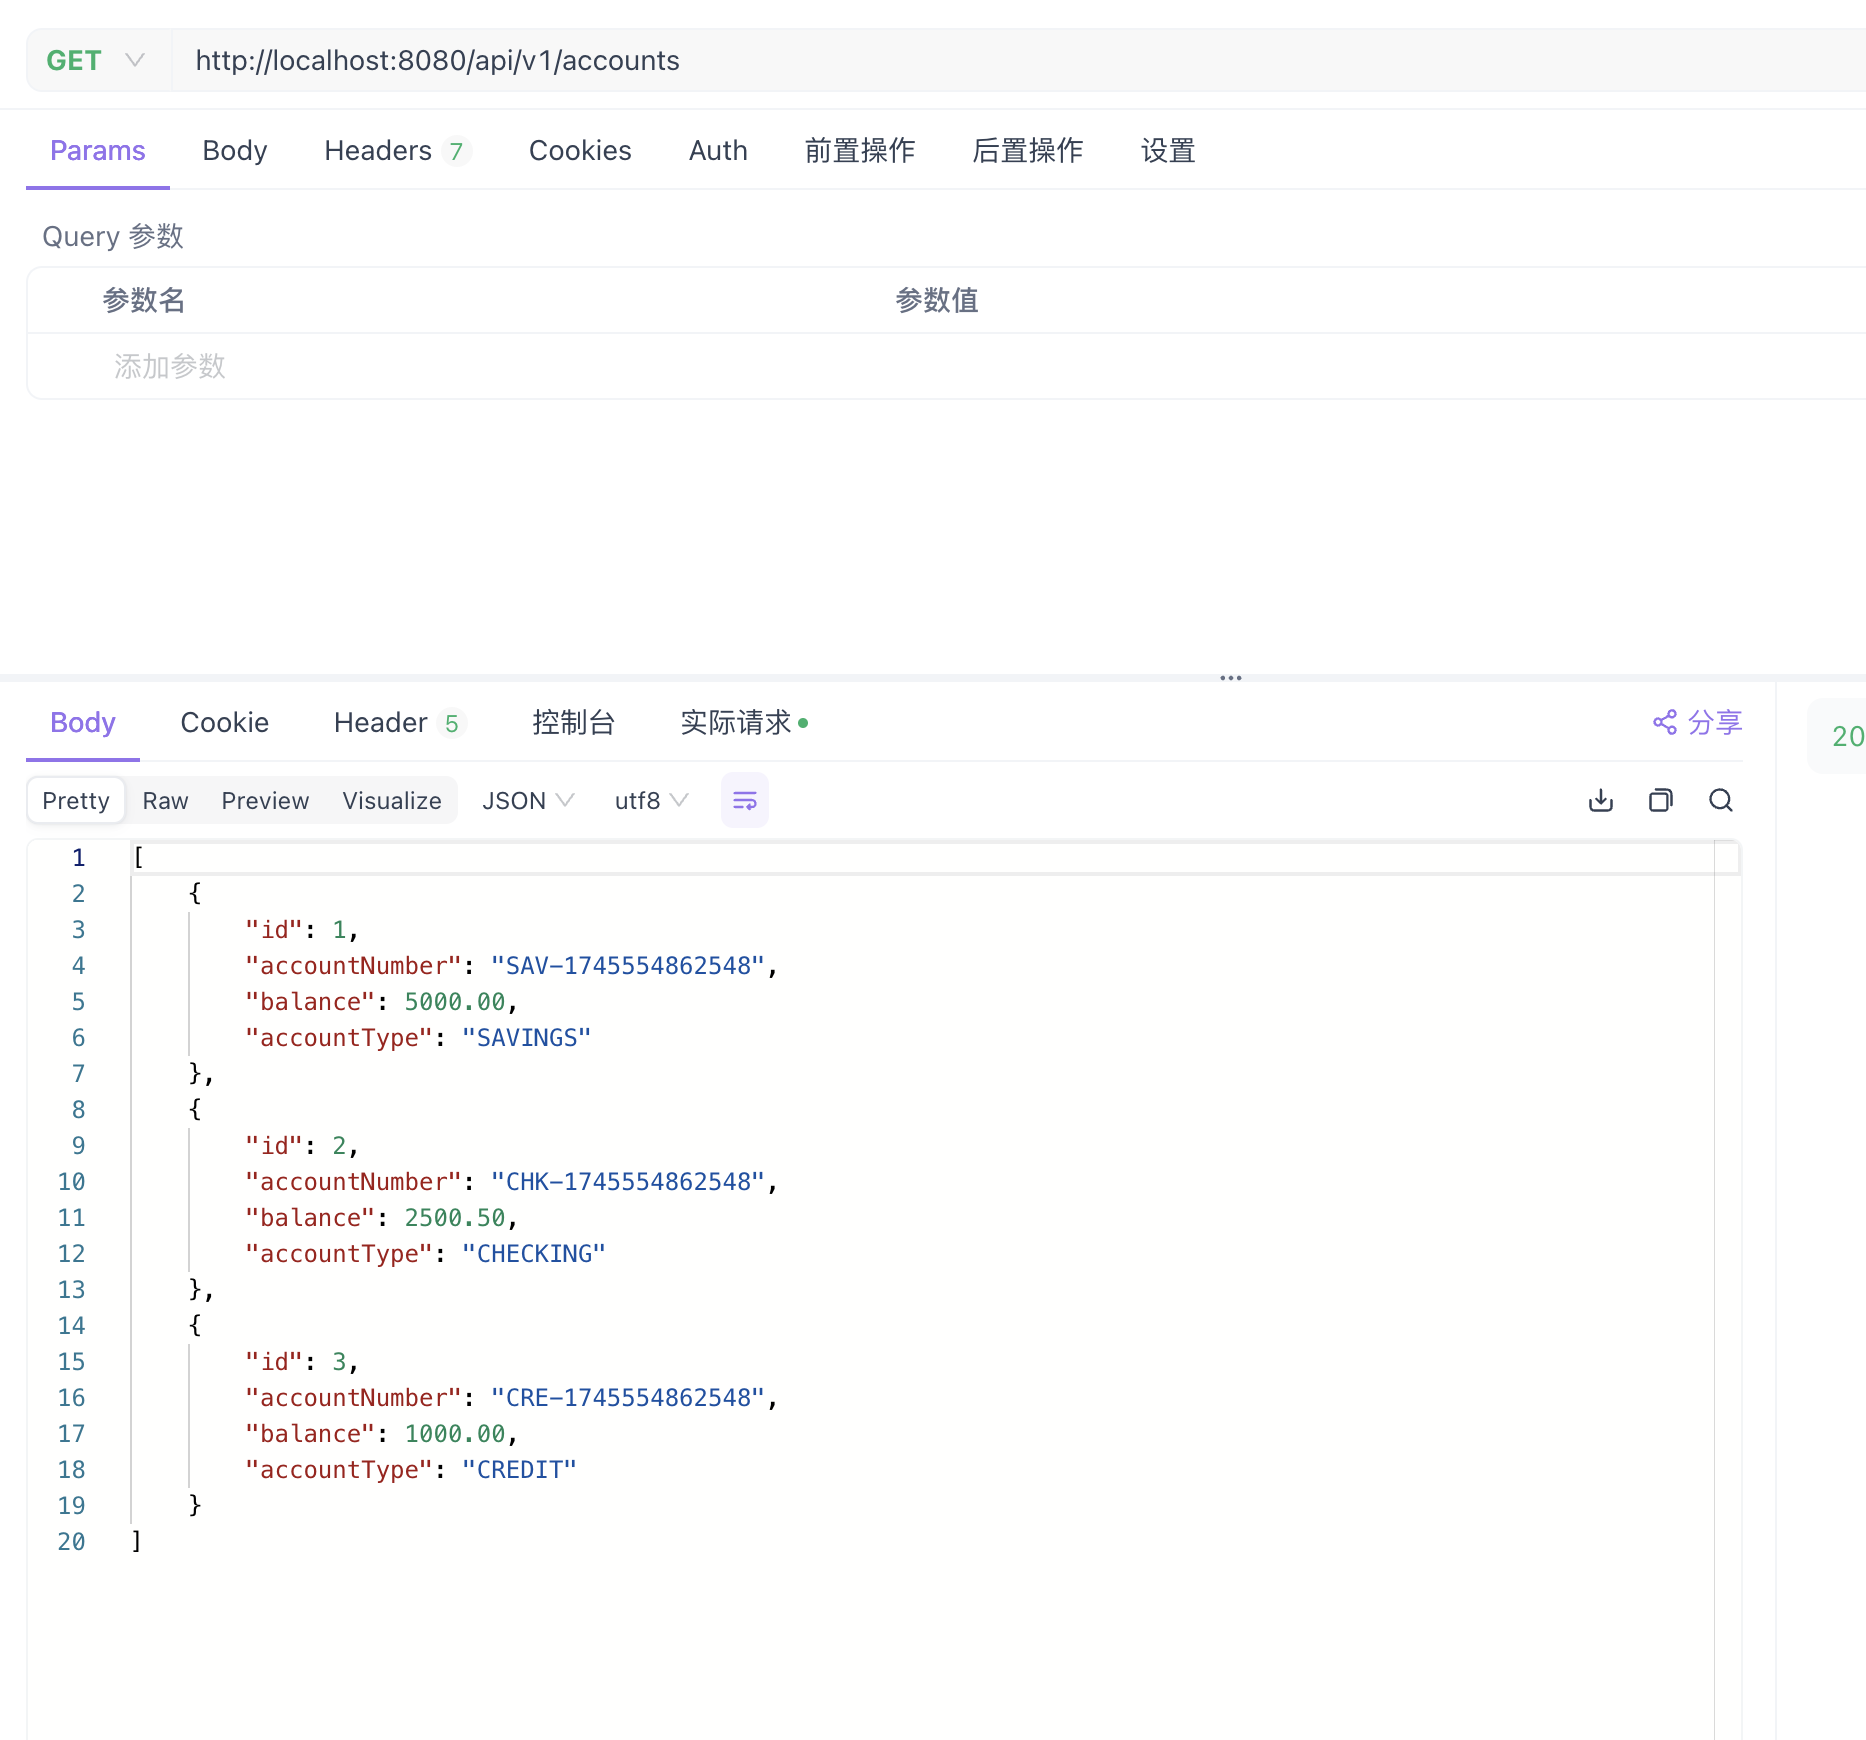 GET http://localhost:8080/api/v1/accounts
Params Body Headers 7 Cookies Auth 前置操作 后置操作 设置
Query 参数
参数名 参数值
添加参数
Body Cookie Header 5 控制台 实际请求 分享 20
Pretty Raw Preview Visualize JSON utf8
1 [
2 {
3 "id": 1,
4 "accountNumber": "SAV-1745554862548",
5 "balance": 5000.00,
6 "accountType": "SAVINGS"
7 },
8 {
9 "id": 2,
10 "accountNumber": "CHK-1745554862548",
11 "balance": 2500.50,
12 "accountType": "CHECKING"
13 },
14 {
15 "id": 3,
16 "accountNumber": "CRE-1745554862548",
17 "balance": 1000.00,
18 "accountType": "CREDIT"
19 }
20 ]